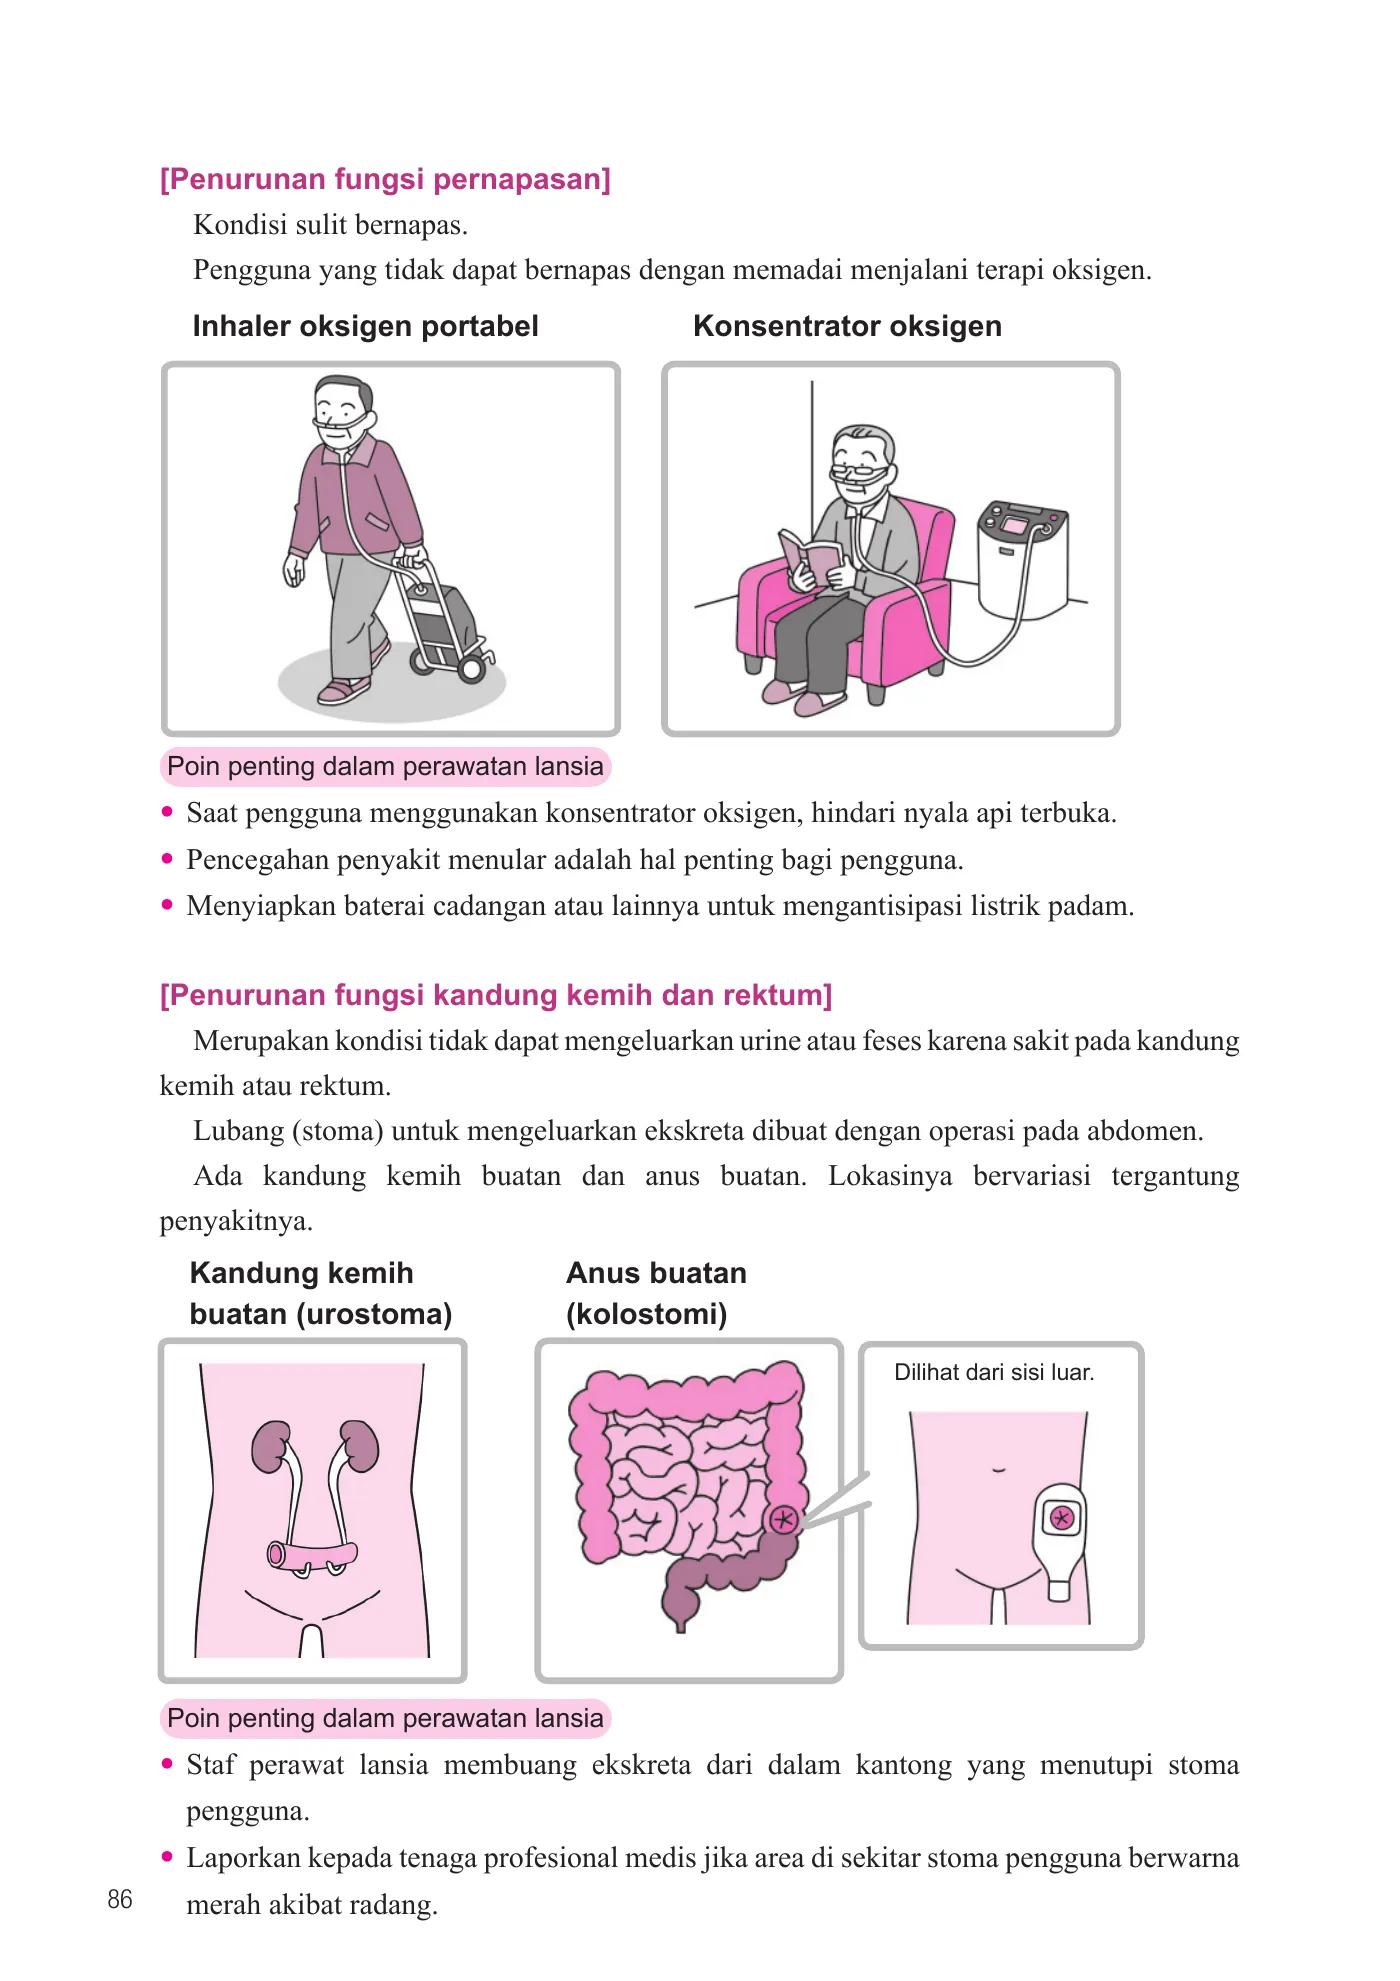 [Penurunan fungsi pernapasan]
Kondisi sulit bernapas.
Pengguna yang tidak dapat bernapas dengan memadai menjalani terapi oksigen.
Inhaler oksigen portabel
Konsentrator oksigen
Poin penting dalam perawatan lansia
• Saat pengguna menggunakan konsentrator oksigen, hindari nyala api terbuka.
• Pencegahan penyakit menular adalah hal penting bagi pengguna.
• Menyiapkan baterai cadangan atau lainnya untuk mengantisipasi listrik padam.
[Penurunan fungsi kandung kemih dan rektum]
Merupakan kondisi tidak dapat mengeluarkan urine atau feses karena sakit pada kandung
kemih atau rektum.
Lubang (stoma) untuk mengeluarkan ekskreta dibuat dengan operasi pada abdomen.
Ada kandung kemih buatan dan anus buatan. Lokasinya bervariasi tergantung
penyakitnya.
Kandung kemih
buatan (urostoma)
Anus buatan
(kolostomi)
Dilihat dari sisi luar.
Poin penting dalam perawatan lansia
• Staf perawat lansia membuang ekskreta dari dalam kantong yang menutupi stoma
pengguna.
• Laporkan kepada tenaga profesional medis jika area di sekitar stoma pengguna berwarna
merah akibat radang.
86